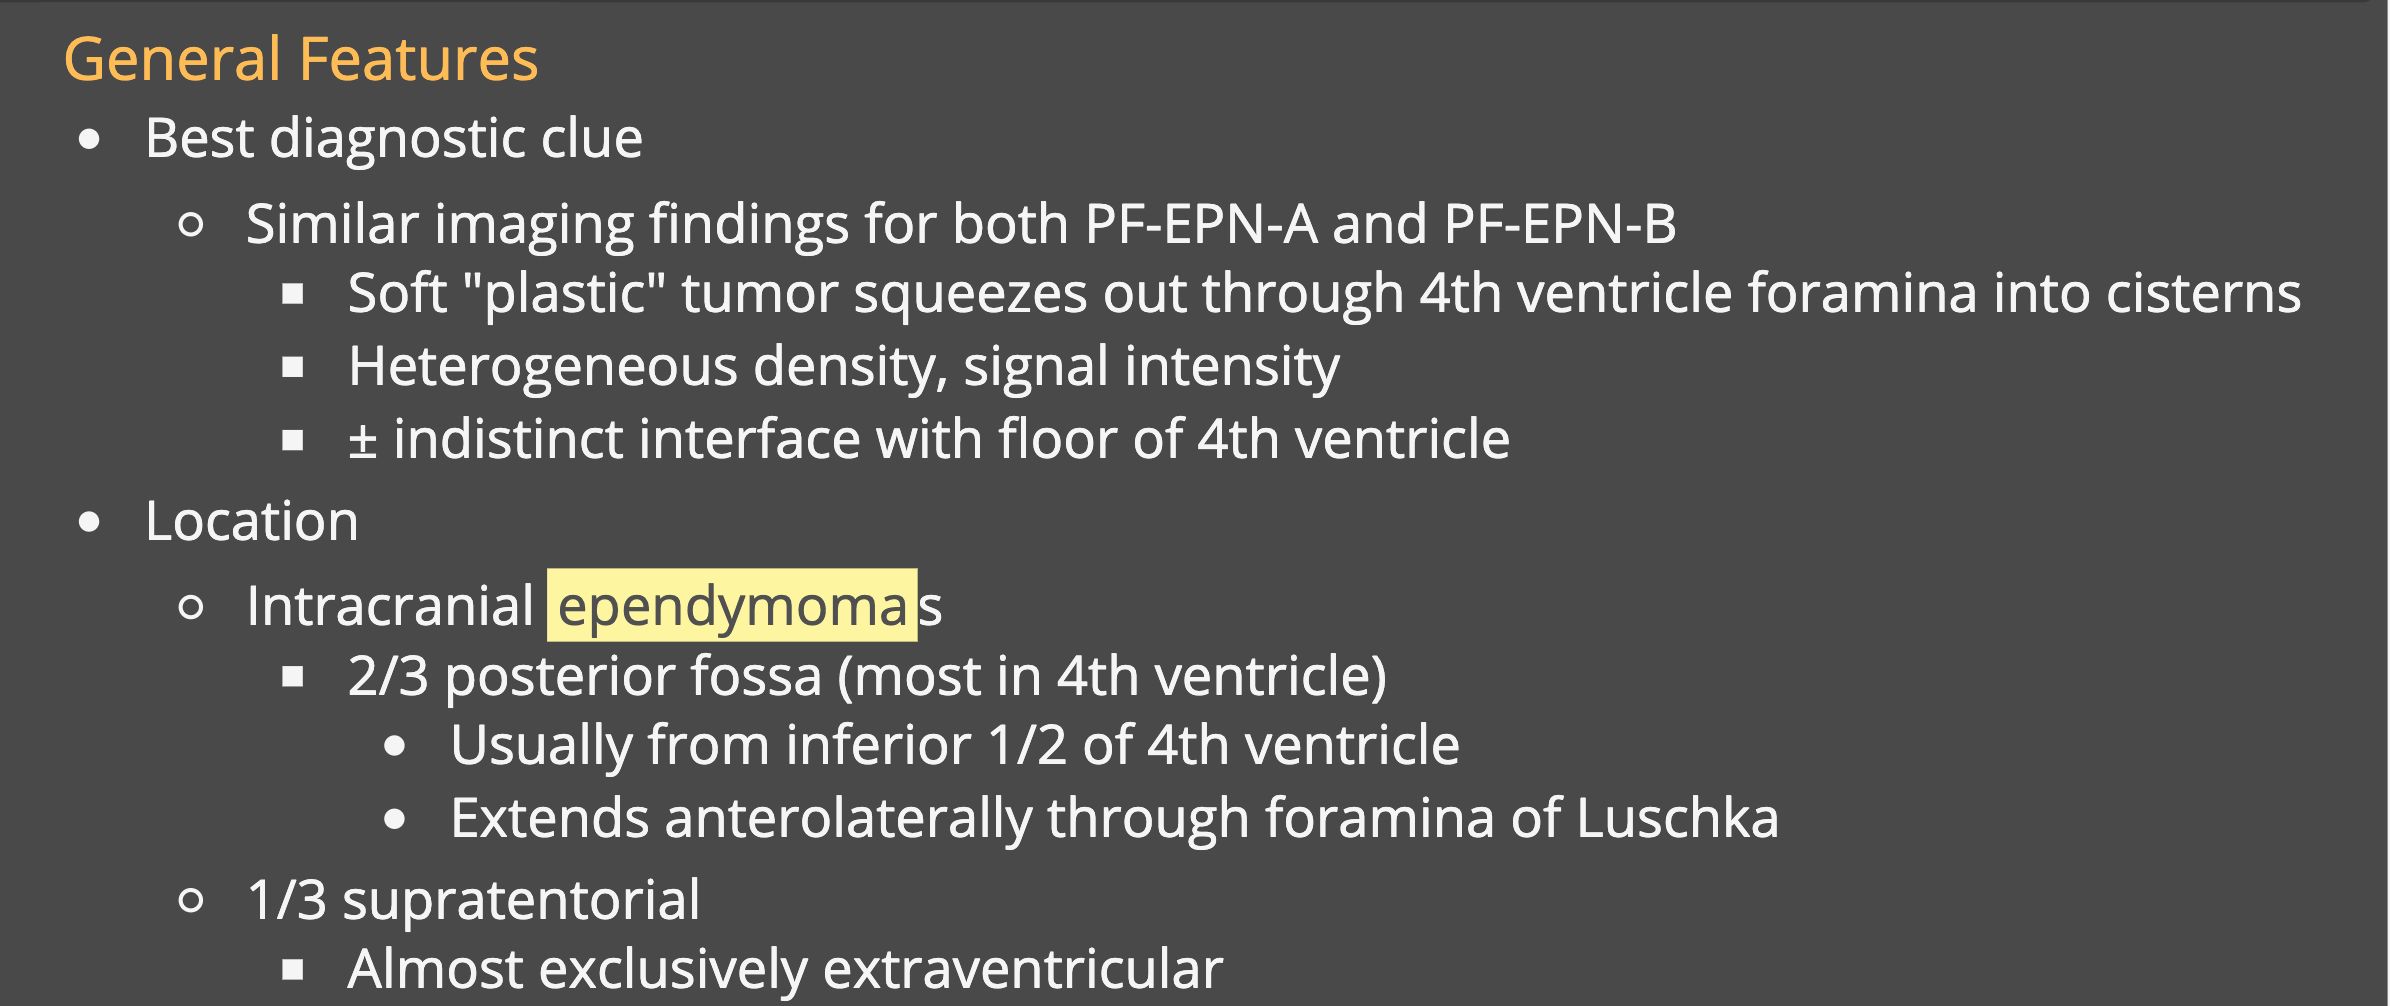 General Features
● Best diagnostic clue
○ Similar imaging findings for both PF-EPN-A and PF-EPN-B
■ Soft "plastic" tumor squeezes out through 4th ventricle foramina into cisterns
■ Heterogeneous density, signal intensity
■ ± indistinct interface with floor of 4th ventricle
● Location
○ Intracranial ependymomas
■ 2/3 posterior fossa (most in 4th ventricle)
● Usually from inferior 1/2 of 4th ventricle
● Extends anterolaterally through foramina of Luschka
○ 1/3 supratentorial
■ Almost exclusively extraventricular